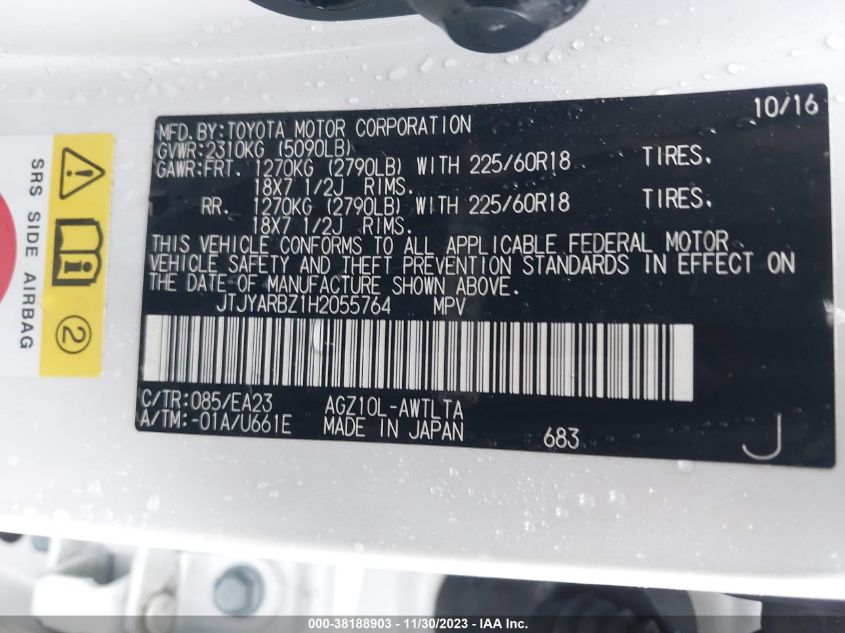 10/16
MFD. BY:TOYOTA MOTOR CORPORATION
GVWR:2310KG (5090LB)
GAWR:FRT. 1270KG (2790LB) WITH 225/60R18 TIRES.
18X7 1/2J RIMS.
RR. 1270KG (2790LB) WITH 225/60R18 TIRES.
18X7 1/2J RIMS.
THIS VEHICLE CONFORMS TO ALL APPLICABLE FEDERAL MOTOR
VEHICLE SAFETY AND THEFT PREVENTION STANDARDS IN EFFECT ON
THE DATE OF MANUFACTURE SHOWN ABOVE.
JTJYARBZ1H2055764 MPV
C/TR:085/EA23 AGZ10L-AWTLTA
A/TM:-01A/U661E MADE IN JAPAN 683 J
SRS SIDE AIRBAG
2
000-38188903 - 11/30/2023 - IAA Inc.